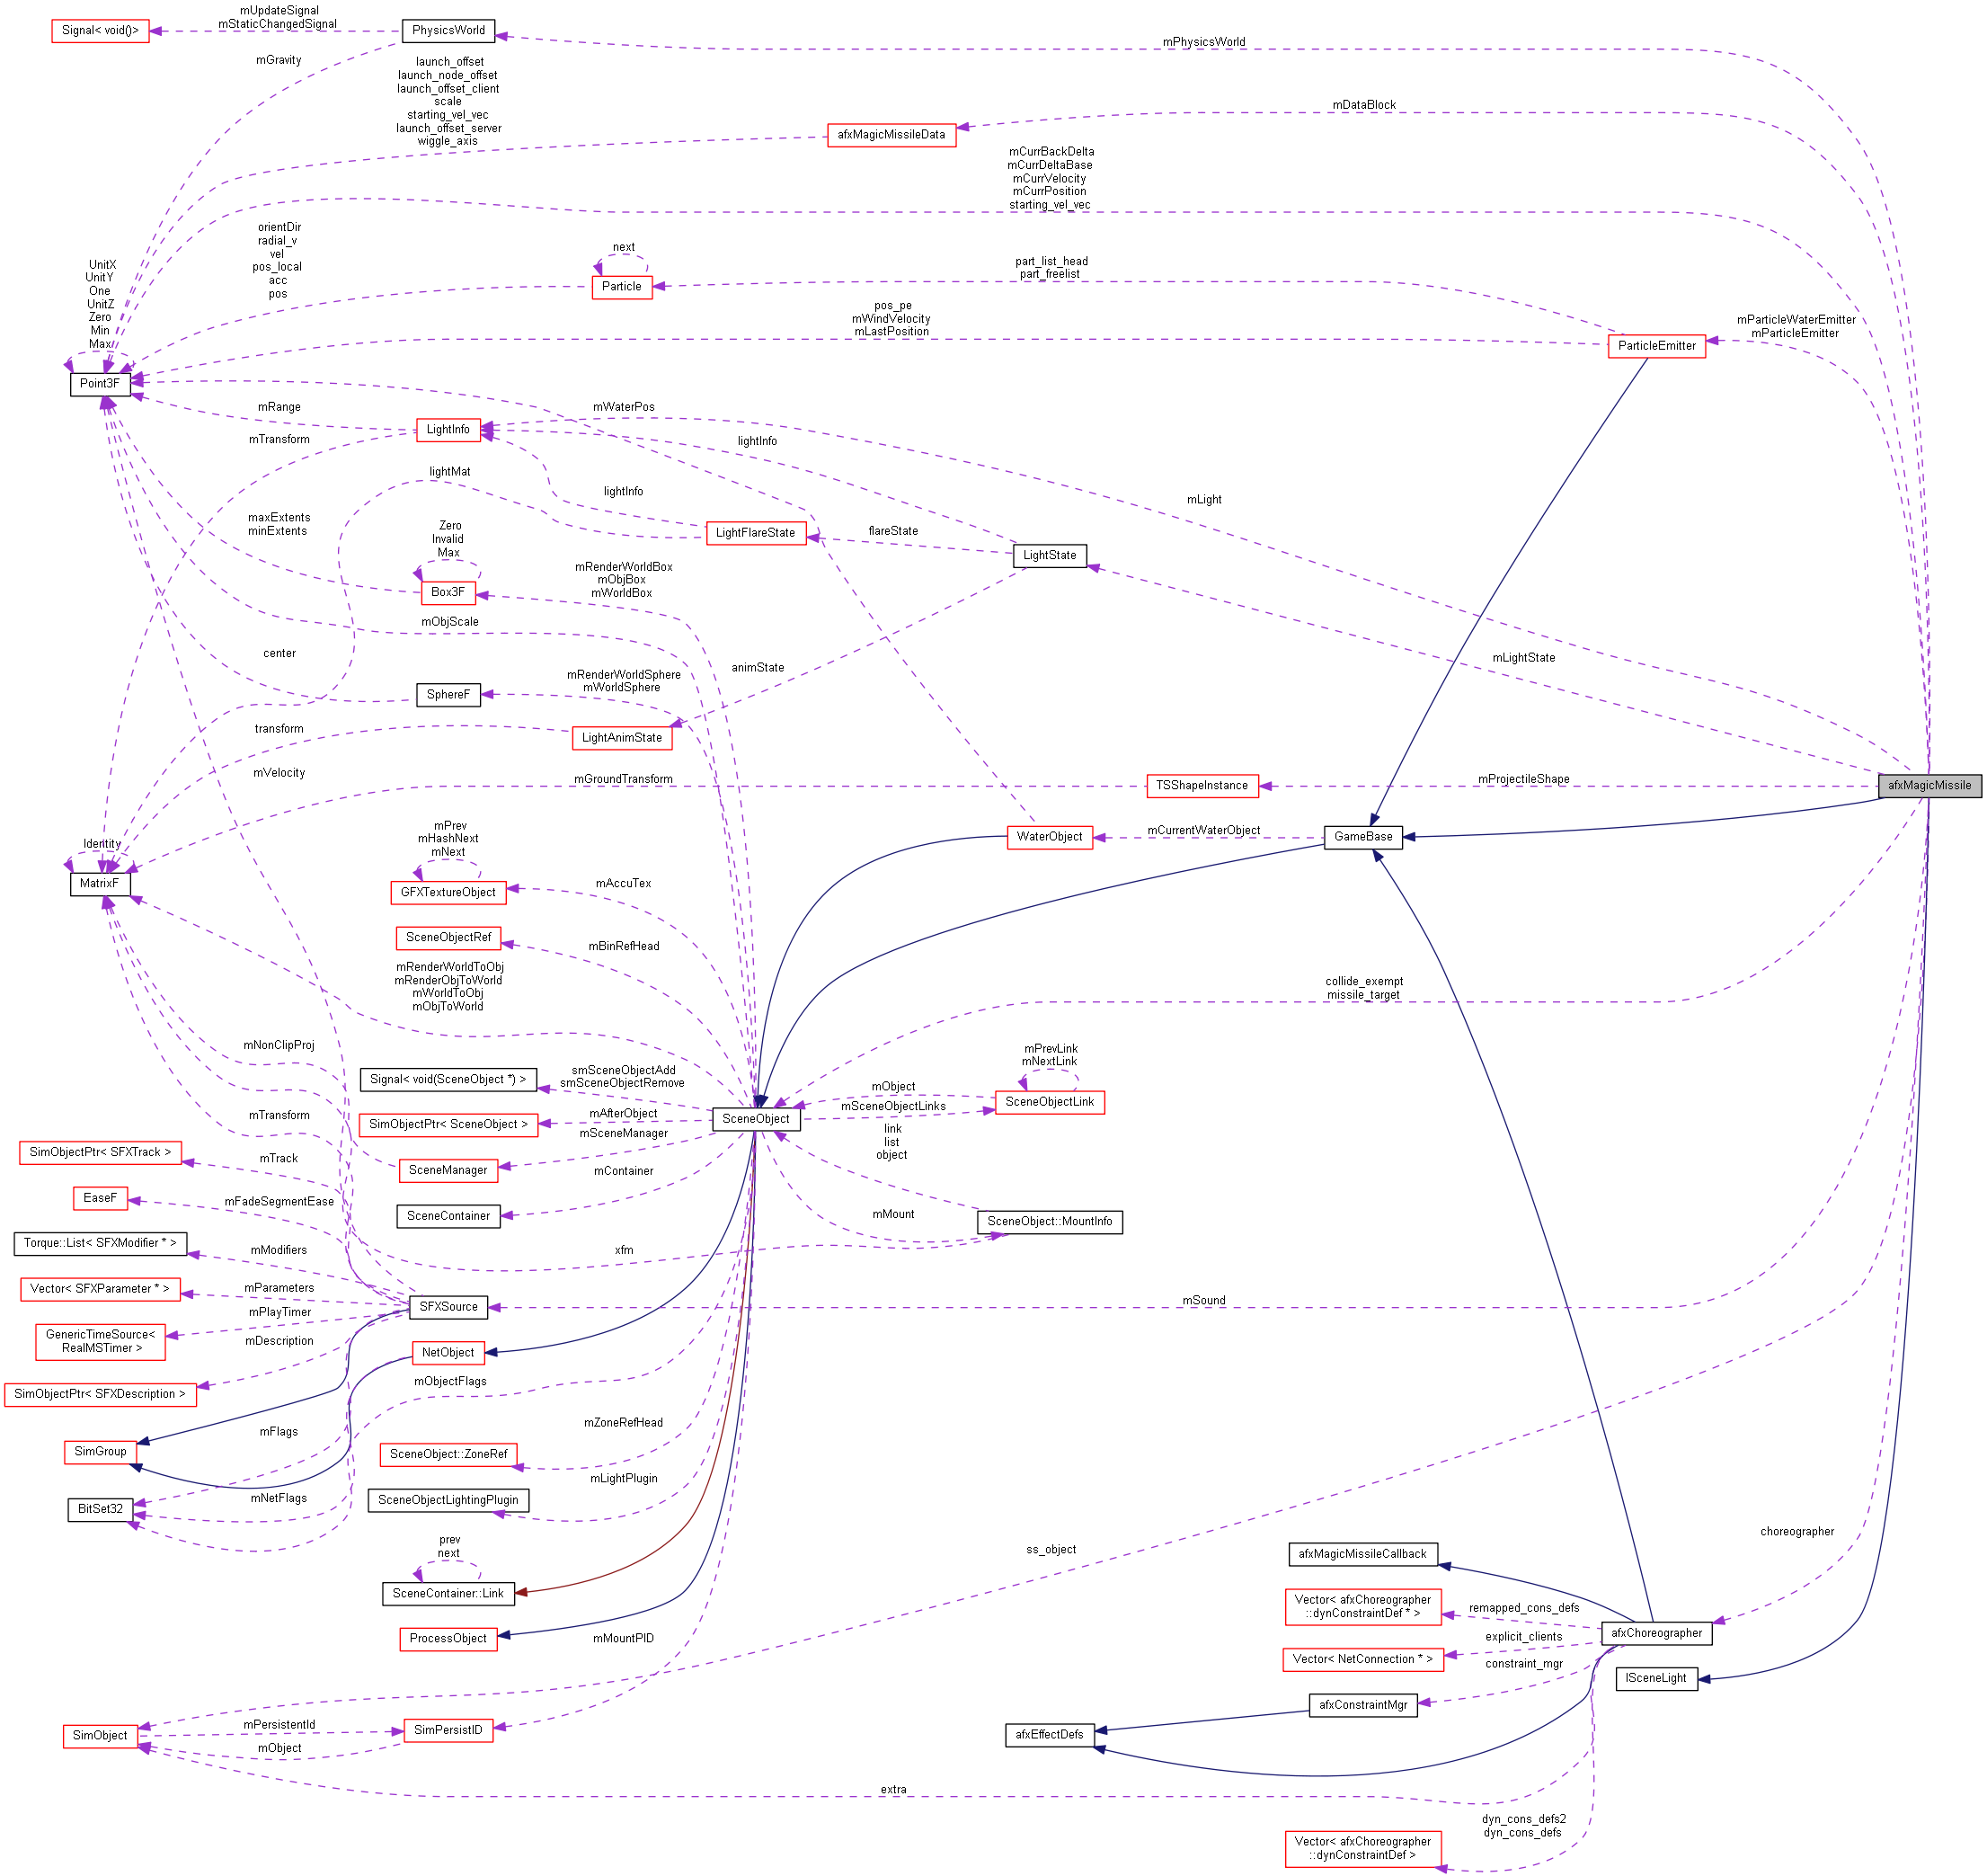 mUpdateSignal
mStaticChangedSignal
Signal< void()>
PhysicsWorld
mPhysicsWorld
mGravity
launch_offset
launch_node_offset
launch_offset_client
scale
starting_vel_vec
launch_offset_server
wiggle_axis
mDataBlock
afxMagicMissileData
mCurrBackDelta
mCurrDeltaBase
mCurrVelocity
mCurrPosition
starting_vel_vec
orientDir
radial_v
vel
pos_local
acc
pos
next
Particle
part_list_head
part_freelist
UnitX
UnitY
One
UnitZ
Zero
Min
Max
pos_pe
mWindVelocity
mLastPosition
mParticleWaterEmitter
mParticleEmitter
ParticleEmitter
Point3F
mRange
mWaterPos
LightInfo
mTransform
lightInfo
lightMat
lightInfo
mLight
maxExtents
minExtents
Zero
Invalid
Max
LightFlareState
flareState
LightState
Box3F
mRenderWorldBox
mObjBox
mWorldBox
mObjScale
center
mRenderWorldSphere
mWorldSphere
animState
mLightState
SphereF
transform
LightAnimState
mVelocity
mGroundTransform
TSShapeInstance
mProjectileShape
afxMagicMissile
mPrev
mHashNext
mNext
WaterObject
mCurrentWaterObject
GameBase
Identity
MatrixF
GFXTextureObject
mAccuTex
SceneObjectRef
mBinRefHead
mRenderWorldToObj
mRenderObjToWorld
mWorldToObj
mObjToWorld
collide_exempt
missile_target
mNonClipProj
Signal< void(SceneObject *) >
smSceneObjectAdd
smSceneObjectRemove
mPrevLink
mNextLink
mObject
SceneObjectLink
mTransform
SimObjectPtr< SceneObject >
mAfterObject
SceneObject
mSceneObjectLinks
mSceneManager
link
list
object
SimObjectPtr< SFXTrack >
mTrack
SceneManager
mContainer
EaseF
mFadeSegmentEase
SceneContainer
mMount
SceneObject::MountInfo
Torque::List< SFXModifier * >
mModifiers
xfm
Vector< SFXParameter * >
mParameters
SFXSource
mSound
mPlayTimer
GenericTimeSource<
RealMSTimer >
mDescription
NetObject
SimObjectPtr< SFXDescription >
mObjectFlags
mFlags
SimGroup
mZoneRefHead
SceneObject::ZoneRef
mLightPlugin
mNetFlags
BitSet32
SceneObjectLightingPlugin
prev
next
ss_object
choreographer
afxMagicMissileCallback
SceneContainer::Link
Vector< afxChoreographer
::dynConstraintDef * >
remapped_cons_defs
ProcessObject
mMountPID
explicit_clients
afxChoreographer
Vector< NetConnection * >
constraint_mgr
ISceneLight
afxConstraintMgr
SimObject
mPersistentId
SimPersistID
mObject
afxEffectDefs
extra
dyn_cons_defs2
dyn_cons_defs
Vector< afxChoreographer
::dynConstraintDef >